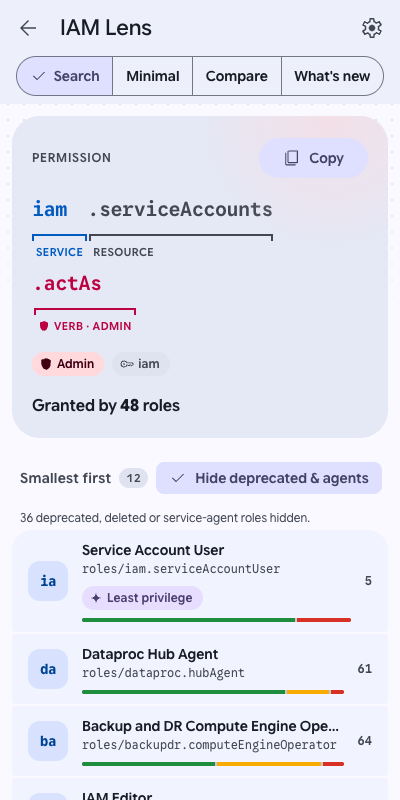 IAM Lens
Search
Minimal
Compare
What's new
PERMISSION
Copy
iam .serviceAccounts
SERVICE RESOURCE
.actAs
VERB · ADMIN
Admin
iam
Granted by 48 roles
Smallest first 12
Hide deprecated & agents
36 deprecated, deleted or service-agent roles hidden.
ia
Service Account User
roles/iam.serviceAccountUser
5
Least privilege
da
Dataproc Hub Agent
roles/dataproc.hubAgent
61
ba
Backup and DR Compute Engine Ope...
roles/backupdr.computeEngineOperator
64
IAM Editor